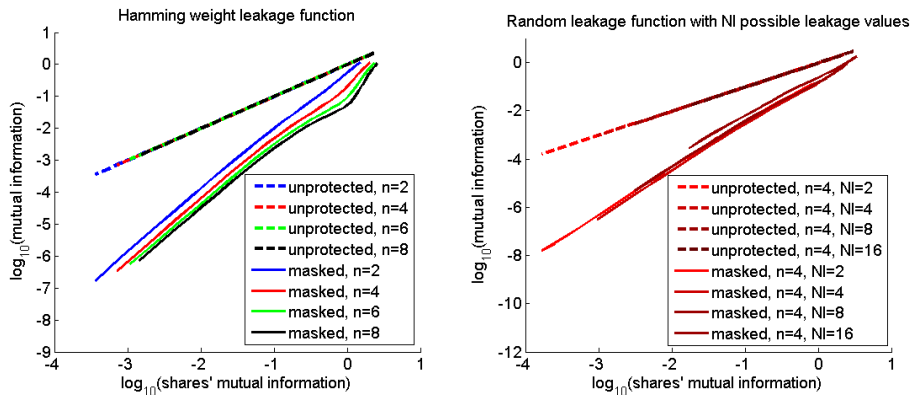 Hamming weight leakage function
log10(mutual information)
1
0
-1
-2
-3
-4
-5
-6
-7
-8
-9
unprotected, n=2
unprotected, n=4
unprotected, n=6
unprotected, n=8
masked, n=2
masked, n=4
masked, n=6
masked, n=8
-4
-3
-2
-1
0
1
log10(shares' mutual information)
Random leakage function with Nl possible leakage values
log10(mutual information)
0
-2
-4
-6
-8
-10
-12
unprotected, n=4, Nl=2
unprotected, n=4, Nl=4
unprotected, n=4, Nl=8
unprotected, n=4, Nl=16
masked, n=4, Nl=2
masked, n=4, Nl=4
masked, n=4, Nl=8
masked, n=4, Nl=16
-4
-3
-2
-1
0
1
log10(shares' mutual information)